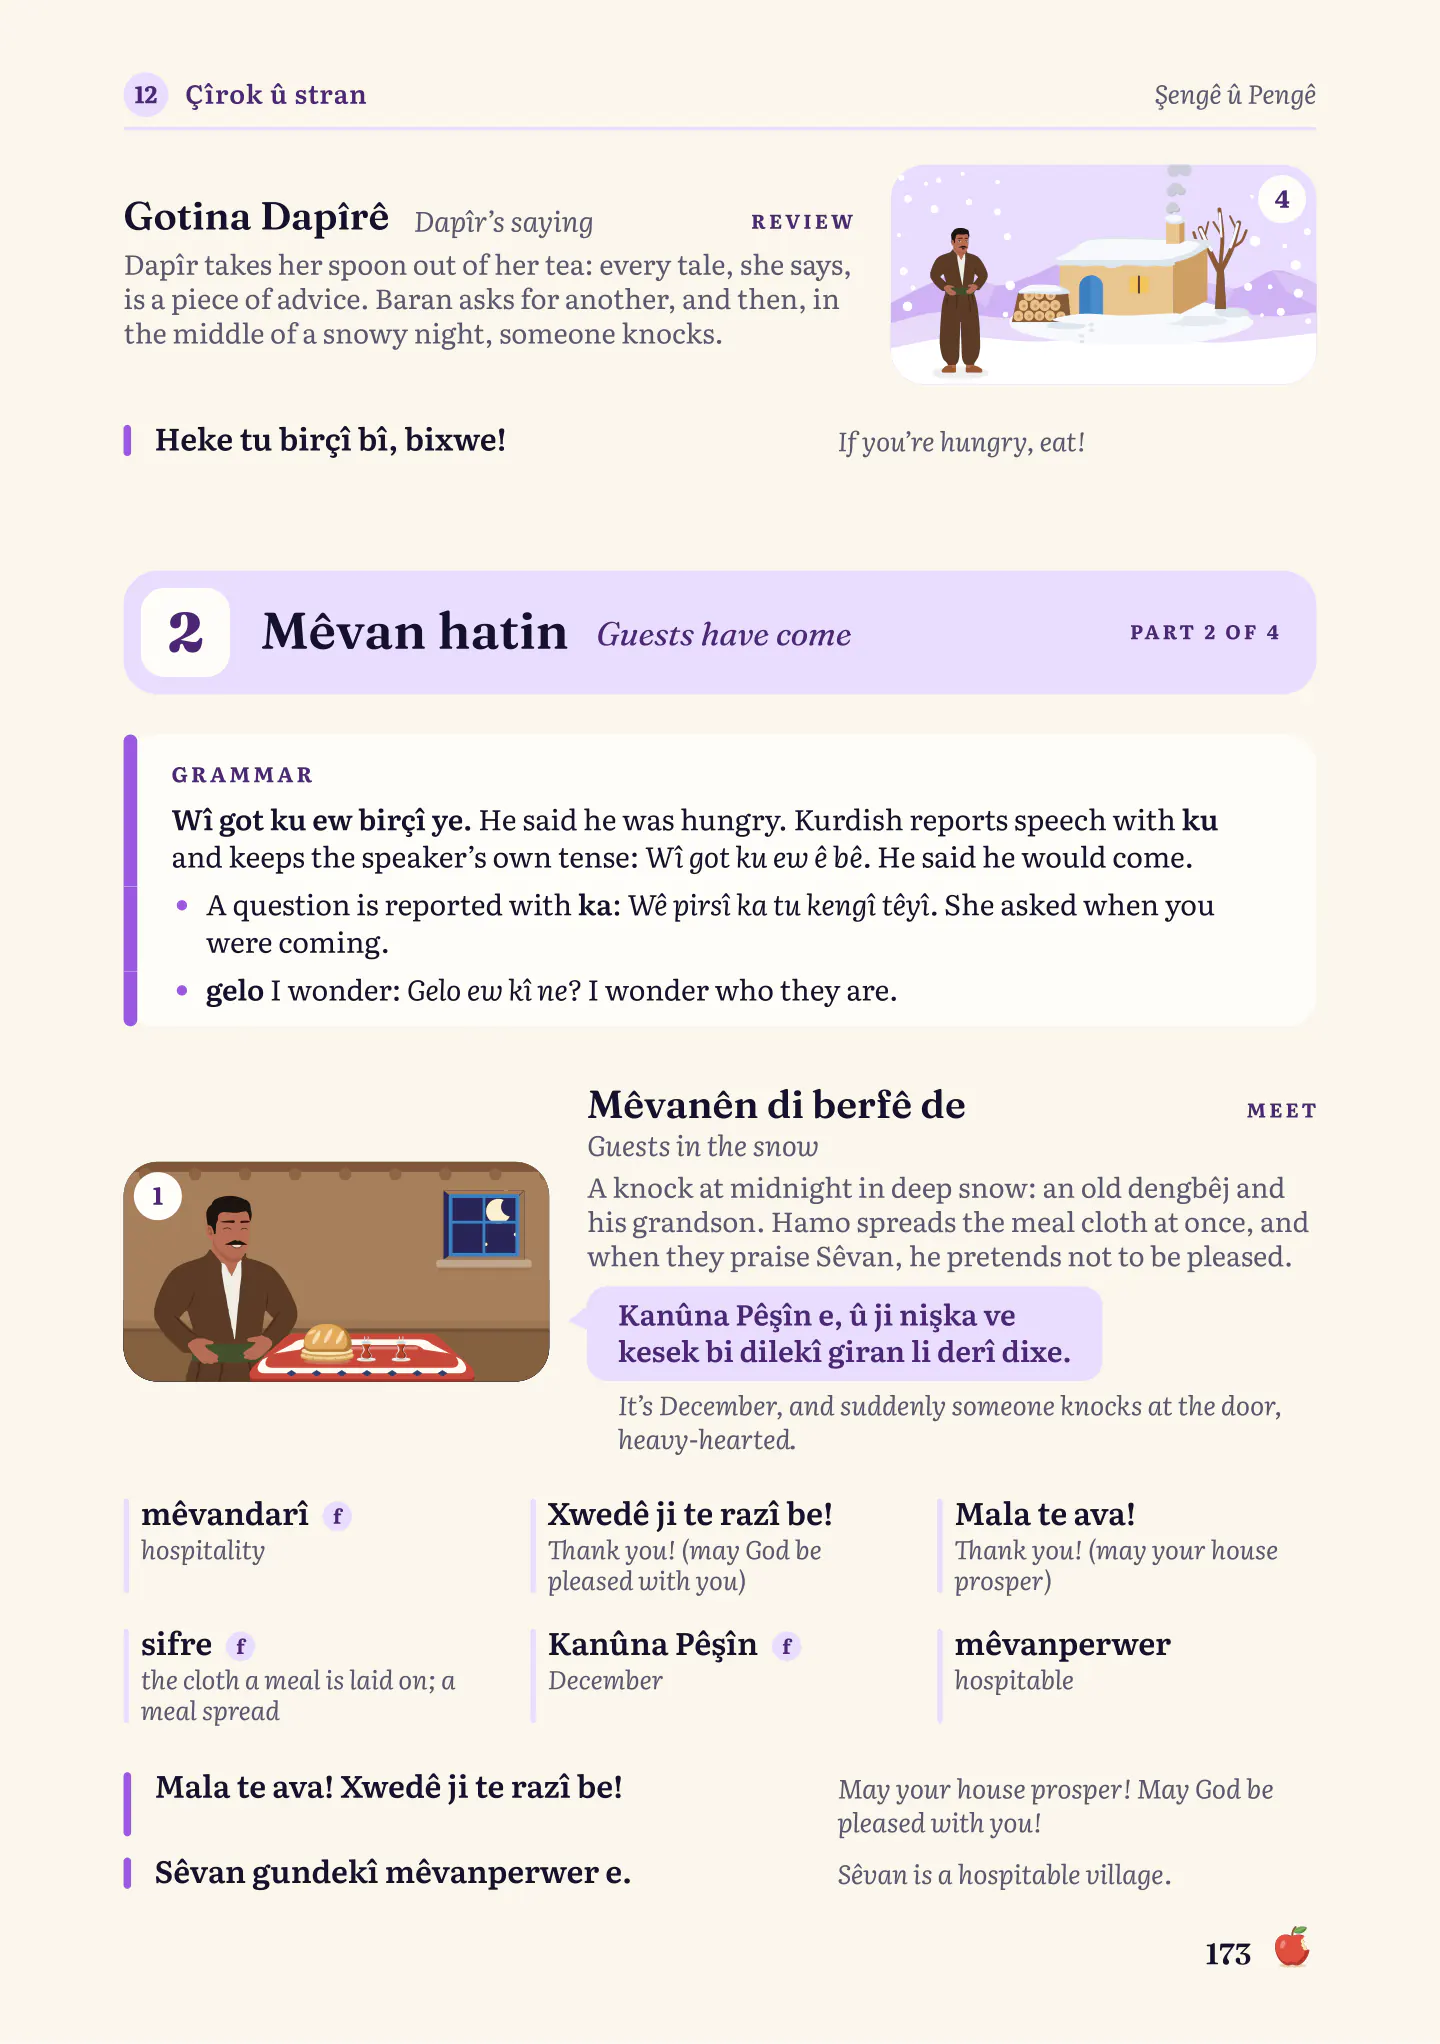 12 Çîrok û stran
Şengê û Pengê
Gotina Dapîrê Dapîr’s saying REVIEW
Dapîr takes her spoon out of her tea: every tale, she says,
is a piece of advice. Baran asks for another, and then, in
the middle of a snowy night, someone knocks.
4
Heke tu birçî bî, bixwe!
If you’re hungry, eat!
2 Mêvan hatin Guests have come PART 2 OF 4
GRAMMAR
Wî got ku ew birçî ye. He said he was hungry. Kurdish reports speech with ku
and keeps the speaker’s own tense: Wî got ku ew ê bê. He said he would come.
• A question is reported with ka: Wê pirsî ka tu kengî têyî. She asked when you
were coming.
• gelo I wonder: Gelo ew kî ne? I wonder who they are.
1
Mêvanên di berfê de MEET
Guests in the snow
A knock at midnight in deep snow: an old dengbêj and
his grandson. Hamo spreads the meal cloth at once, and
when they praise Sêvan, he pretends not to be pleased.
Kanûna Pêşîn e, û ji nişka ve
kesek bi dilekî giran li derî dixe.
It’s December, and suddenly someone knocks at the door,
heavy-hearted.
mêvandarî f
hospitality
Xwedê ji te razî be!
Thank you! (may God be
pleased with you)
Mala te ava!
Thank you! (may your house
prosper)
sifre f
the cloth a meal is laid on; a
meal spread
Kanûna Pêşîn f
December
mêvanperwer
hospitable
Mala te ava! Xwedê ji te razî be!
May your house prosper! May God be
pleased with you!
Sêvan gundekî mêvanperwer e.
Sêvan is a hospitable village.
173